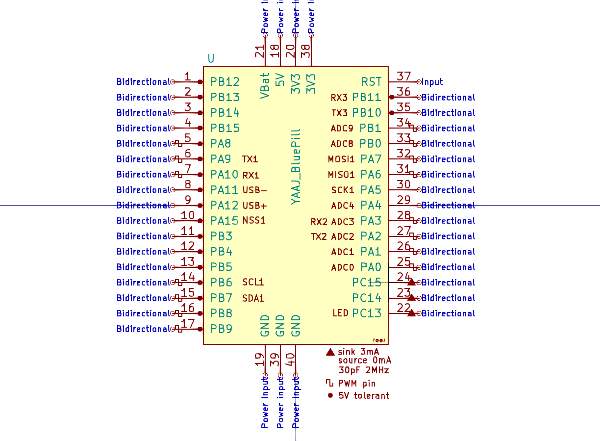 Power I
Power in
Power I
Power I
21
18
20
38
U
VBat
5V
3V3
3V3
Bidirectional 1 PB12
Bidirectional 2 PB13
Bidirectional 3 PB14
Bidirectional 4 PB15
Bidirectional 5 PA8
Bidirectional 6 PA9 TX1
Bidirectional 7 PA10 RX1
Bidirectional 8 PA11 USB-
Bidirectional 9 PA12 USB+
Bidirectional 10 PA15 NSS1
Bidirectional 11 PB3
Bidirectional 12 PB4
Bidirectional 13 PB5
Bidirectional 14 PB6 SCL1
Bidirectional 15 PB7 SDA1
Bidirectional 16 PB8
Bidirectional 17 PB9
YAAJ_BluePill
RST 37 Input
RX3 PB11 36 Bidirectional
TX3 PB10 35 Bidirectional
ADC9 PB1 34 Bidirectional
ADC8 PB0 33 Bidirectional
MOSI1 PA7 32 Bidirectional
MISO1 PA6 31 Bidirectional
SCK1 PA5 30 Bidirectional
ADC4 PA4 29 Bidirectional
RX2 ADC3 PA3 28 Bidirectional
TX2 ADC2 PA2 27 Bidirectional
ADC1 PA1 26 Bidirectional
ADC0 PA0 25 Bidirectional
PC15 24 Bidirectional
PC14 23 Bidirectional
LED PC13 22 Bidirectional
GND
GND
GND
19
39
40
Power input
Power input
Power input
sink 3mA
source 0mA
30pF 2MHz
PWM pin
5V tolerant